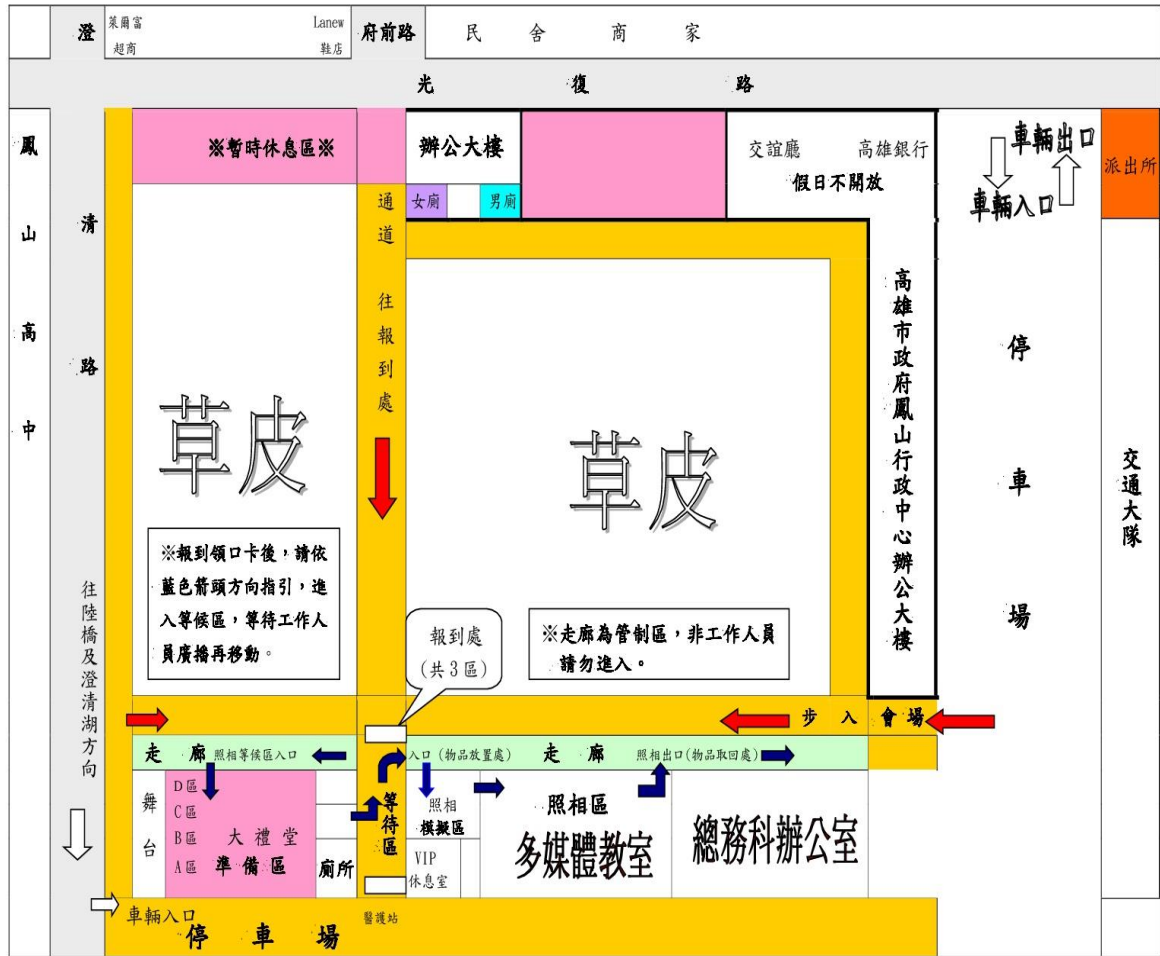 澄
萊爾富
超商
Lanew
鞋店
府前路
民舍商家
光復路
鳳山高中
清
路
往陸橋及澄清湖方向
※暫時休息區※
通道
往報到處
辦公大樓
女廁
男廁
交誼廳
高雄銀行
假日不開放
車輛出口
車輛入口
派出所
高雄市政府鳳山行政中心辦公大樓
停車場
交通大隊
草皮
草皮
※報到領口卡後，請依
藍色箭頭方向指引，進
入等候區，等待工作人
員廣播再移動。
報到處
(共3區)
※走廊為管制區，非工作人員
請勿進入。
步入會場
走廊
照相等候區入口
入口(物品放置處)
走廊
照相出口(物品取回處)
舞台
D區
C區
B區
A區
大禮堂
準備區
廁所
等待區
照相
模擬區
VIP
休息室
照相區
多媒體教室
總務科辦公室
車輛入口
停車場
醫護站